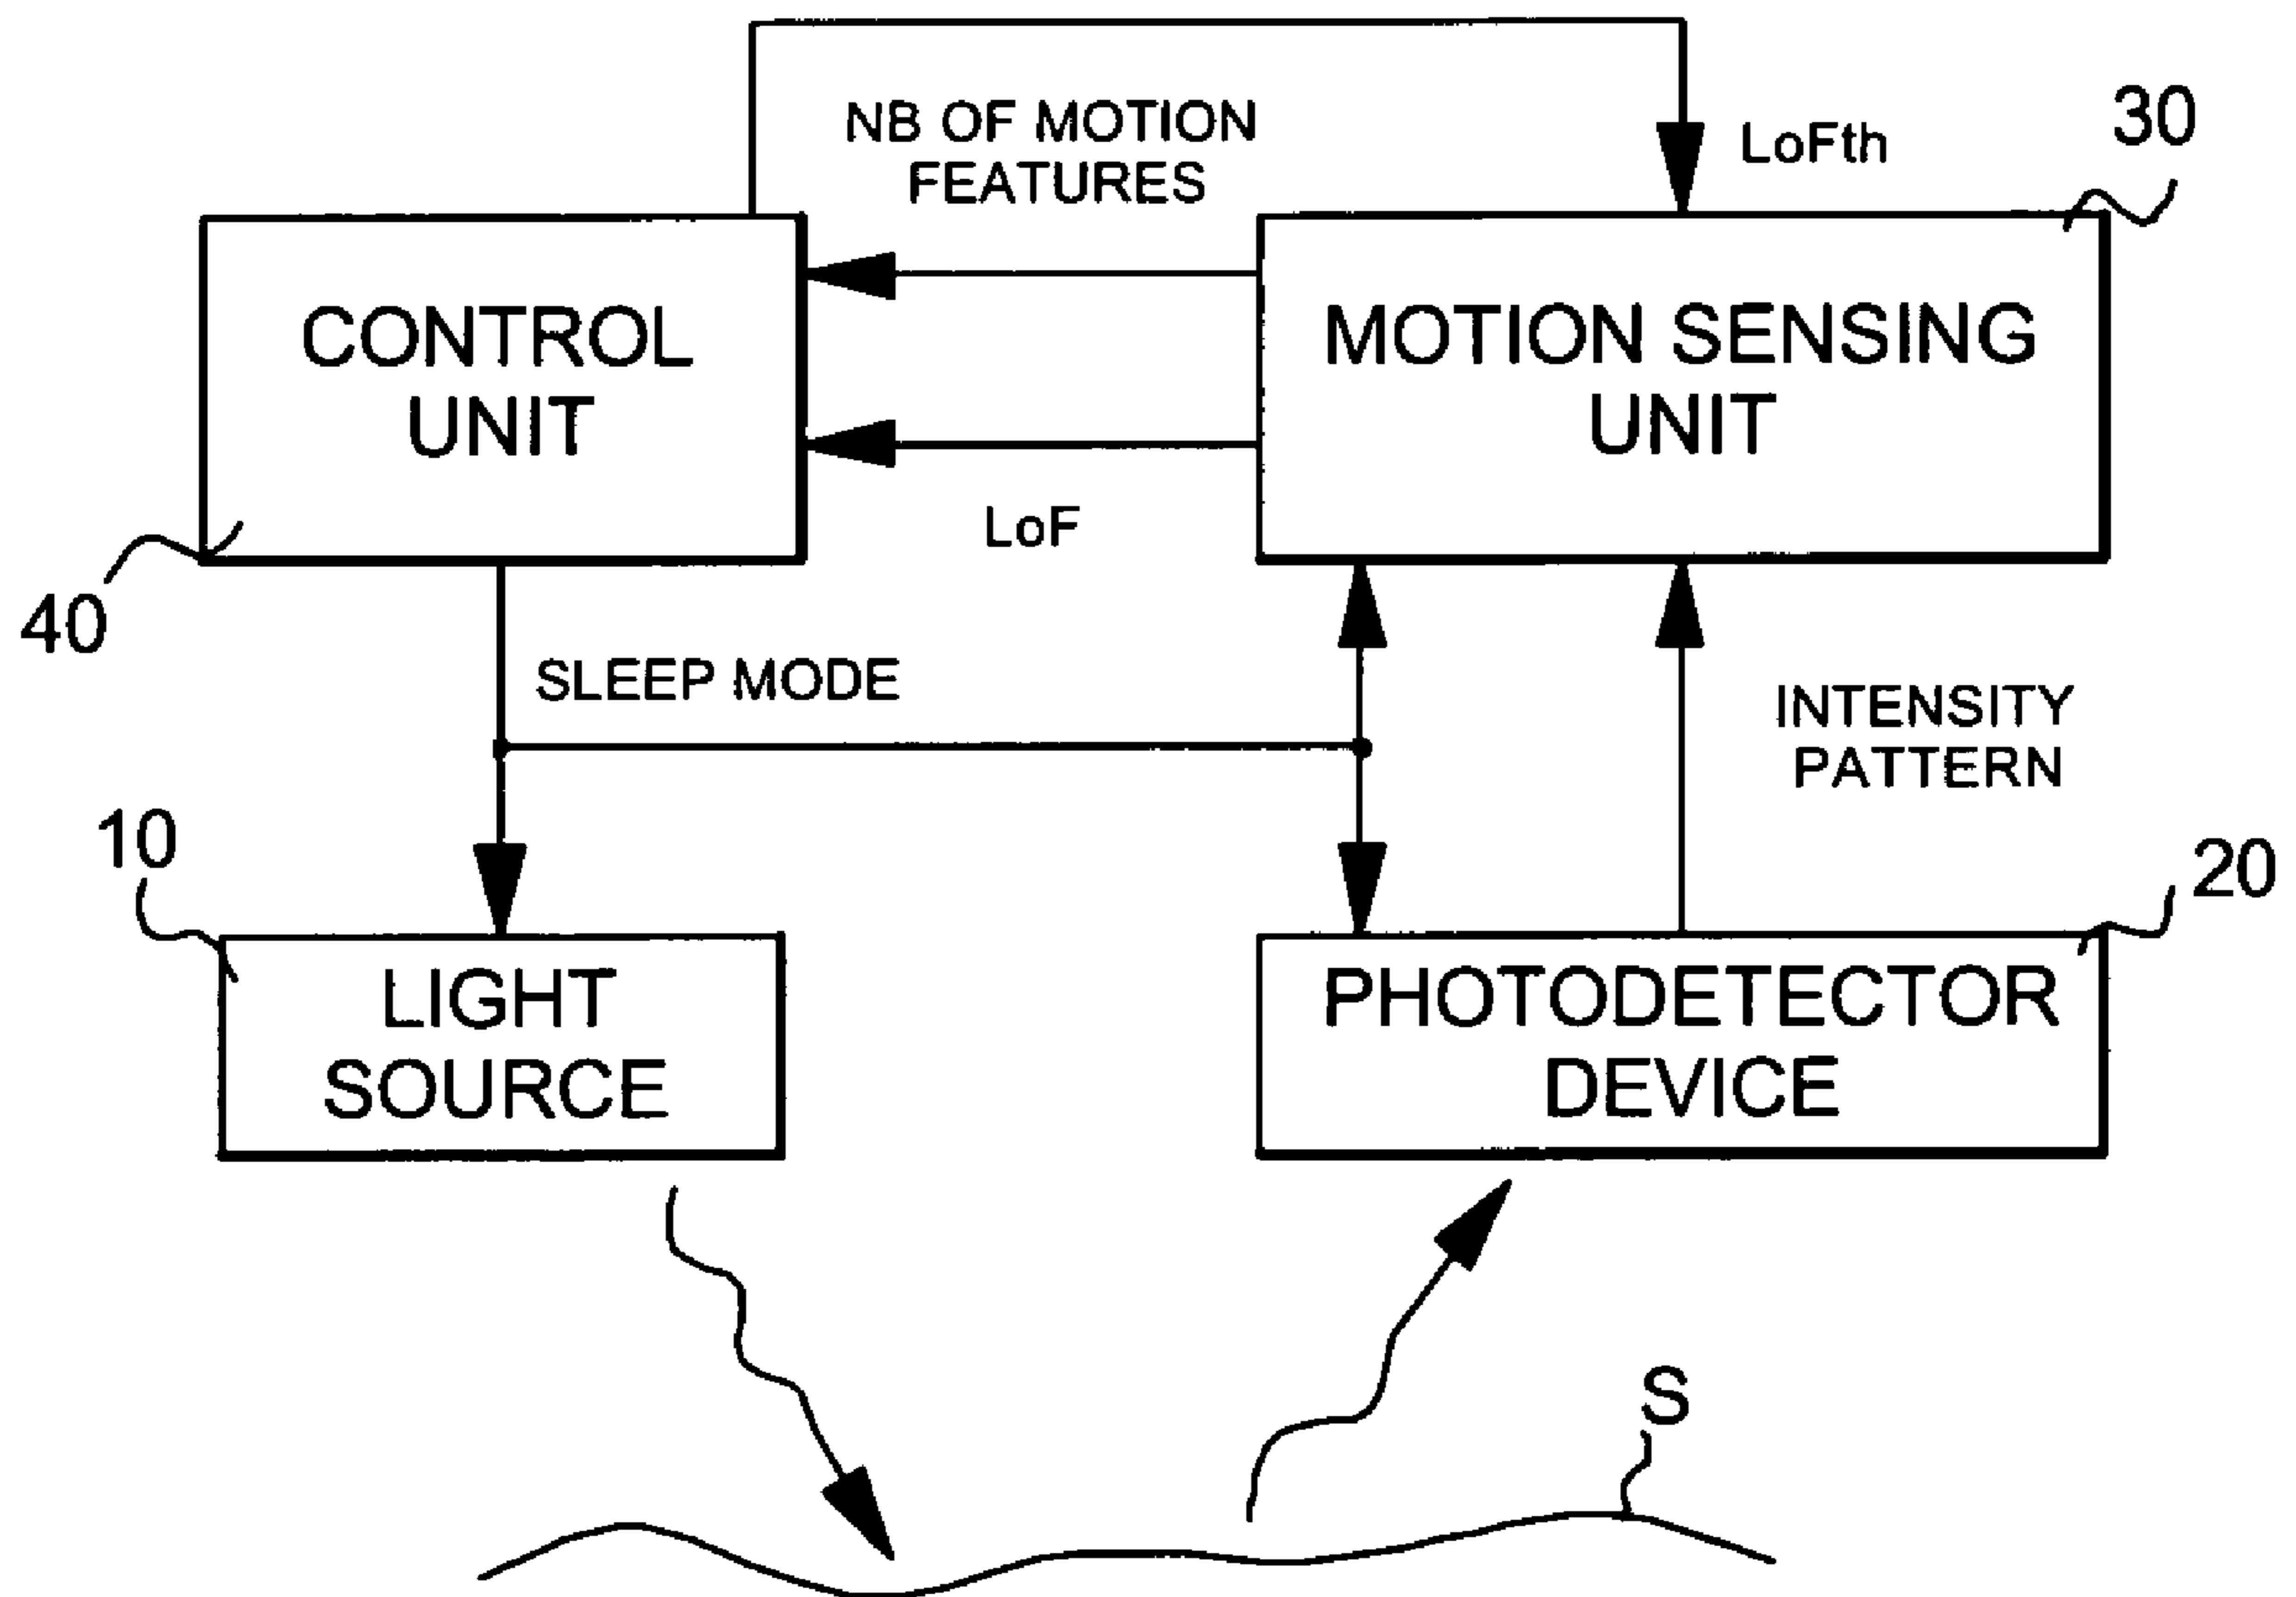 NB OF MOTION
FEATURES
LoFth
30
CONTROL
UNIT
MOTION SENSING
UNIT
LoF
40
SLEEP MODE
INTENSITY
PATTERN
10
20
LIGHT
SOURCE
PHOTODETECTOR
DEVICE
S